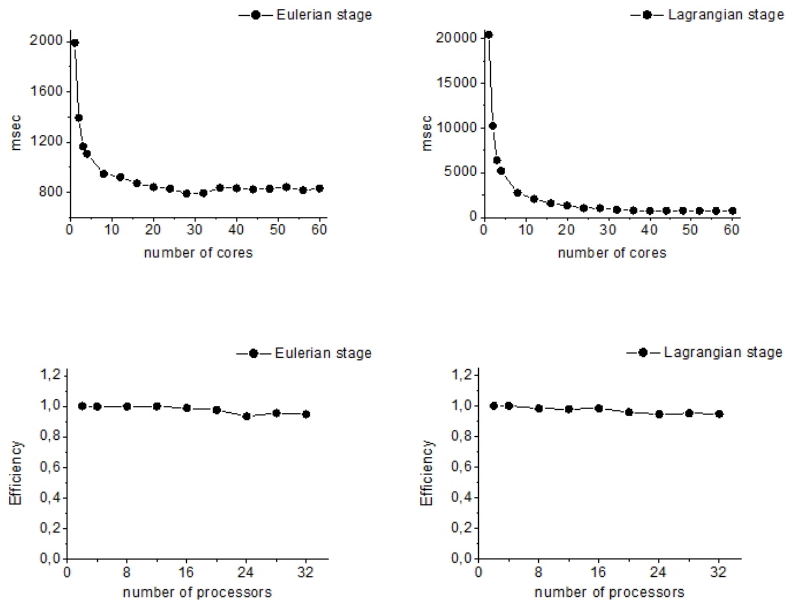 Eulerian stage
2000
1600
1200
800
msec
0 10 20 30 40 50 60
number of cores
Lagrangian stage
20000
15000
10000
5000
0
msec
0 10 20 30 40 50 60
number of cores
Eulerian stage
1,2
1,0
0,8
0,6
0,4
0,2
0,0
Efficiency
0 8 16 24 32
number of processors
Lagrangian stage
1,2
1,0
0,8
0,6
0,4
0,2
0,0
Efficiency
0 8 16 24 32
number of processors